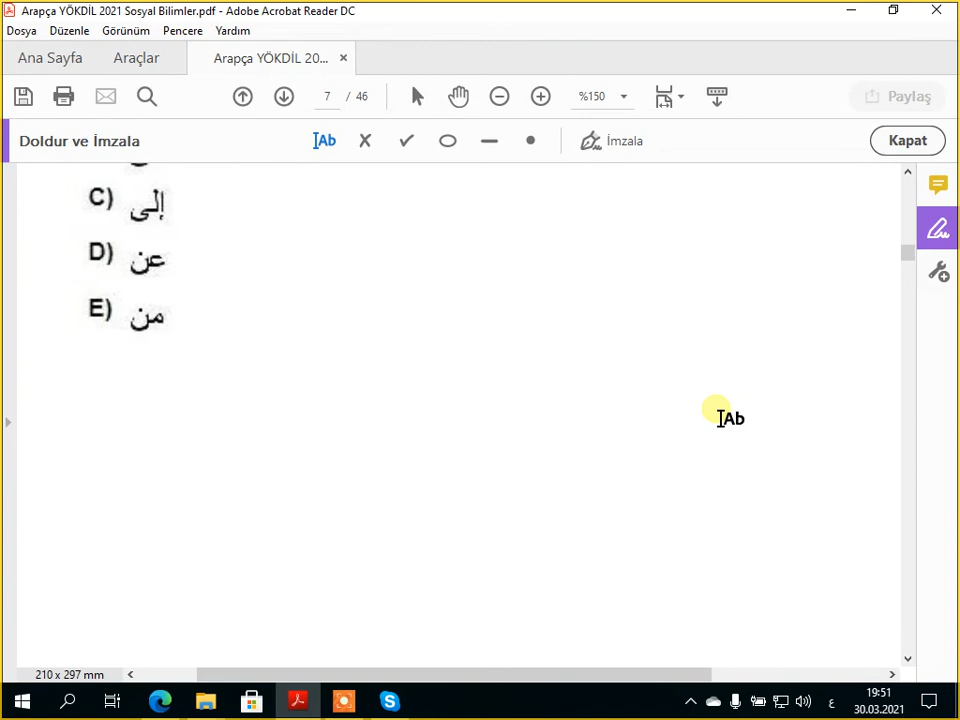 Arapça YÖKDİL 2021 Sosyal Bilimler.pdf - Adobe Acrobat Reader DC
Dosya Düzenle Görünüm Pencere Yardım
Ana Sayfa Araçlar Arapça YÖKDİL 20...
7 / 46 %150 Paylaş
Doldur ve İmzala Ab İmzala Kapat
C) إلى
D) عن
E) من
Ab
210 x 297 mm
19:51
ع
30.03.2021